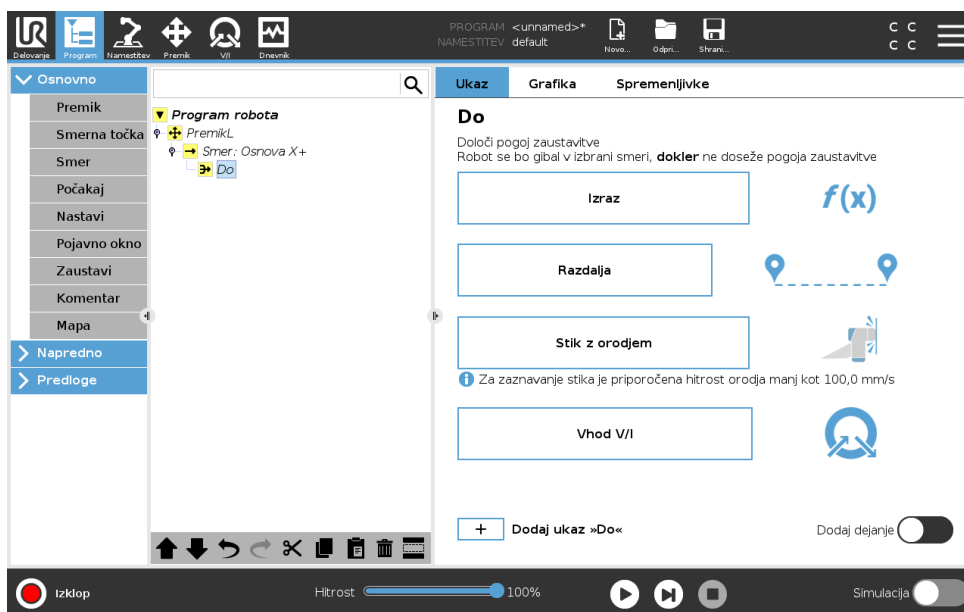 UR
PROGRAM <unnamed>*
NAMESTITEV default
Delovanje
Program
Namestitev
Premik
V/I
Dnevnik
Novo...
Odpri...
Shrani...
C C
C C
Osnovno
Premik
Smerna točka
Smer
Počakaj
Nastavi
Pojavno okno
Zaustavi
Komentar
Mapa
Napredno
Predloge
Program robota
PremikL
Smer: Osnova X+
Do
Ukaz
Grafika
Spremenljivke
Do
Določi pogoj zaustavitve
Robot se bo gibal v izbrani smeri, dokler ne doseže pogoja zaustavitve
Izraz
f(x)
Razdalja
Stik z orodjem
Za zaznavanje stika je priporočena hitrost orodja manj kot 100,0 mm/s
Vhod V/I
+ Dodaj ukaz »Do«
Dodaj dejanje
Izklop
Hitrost
100%
Simulacija